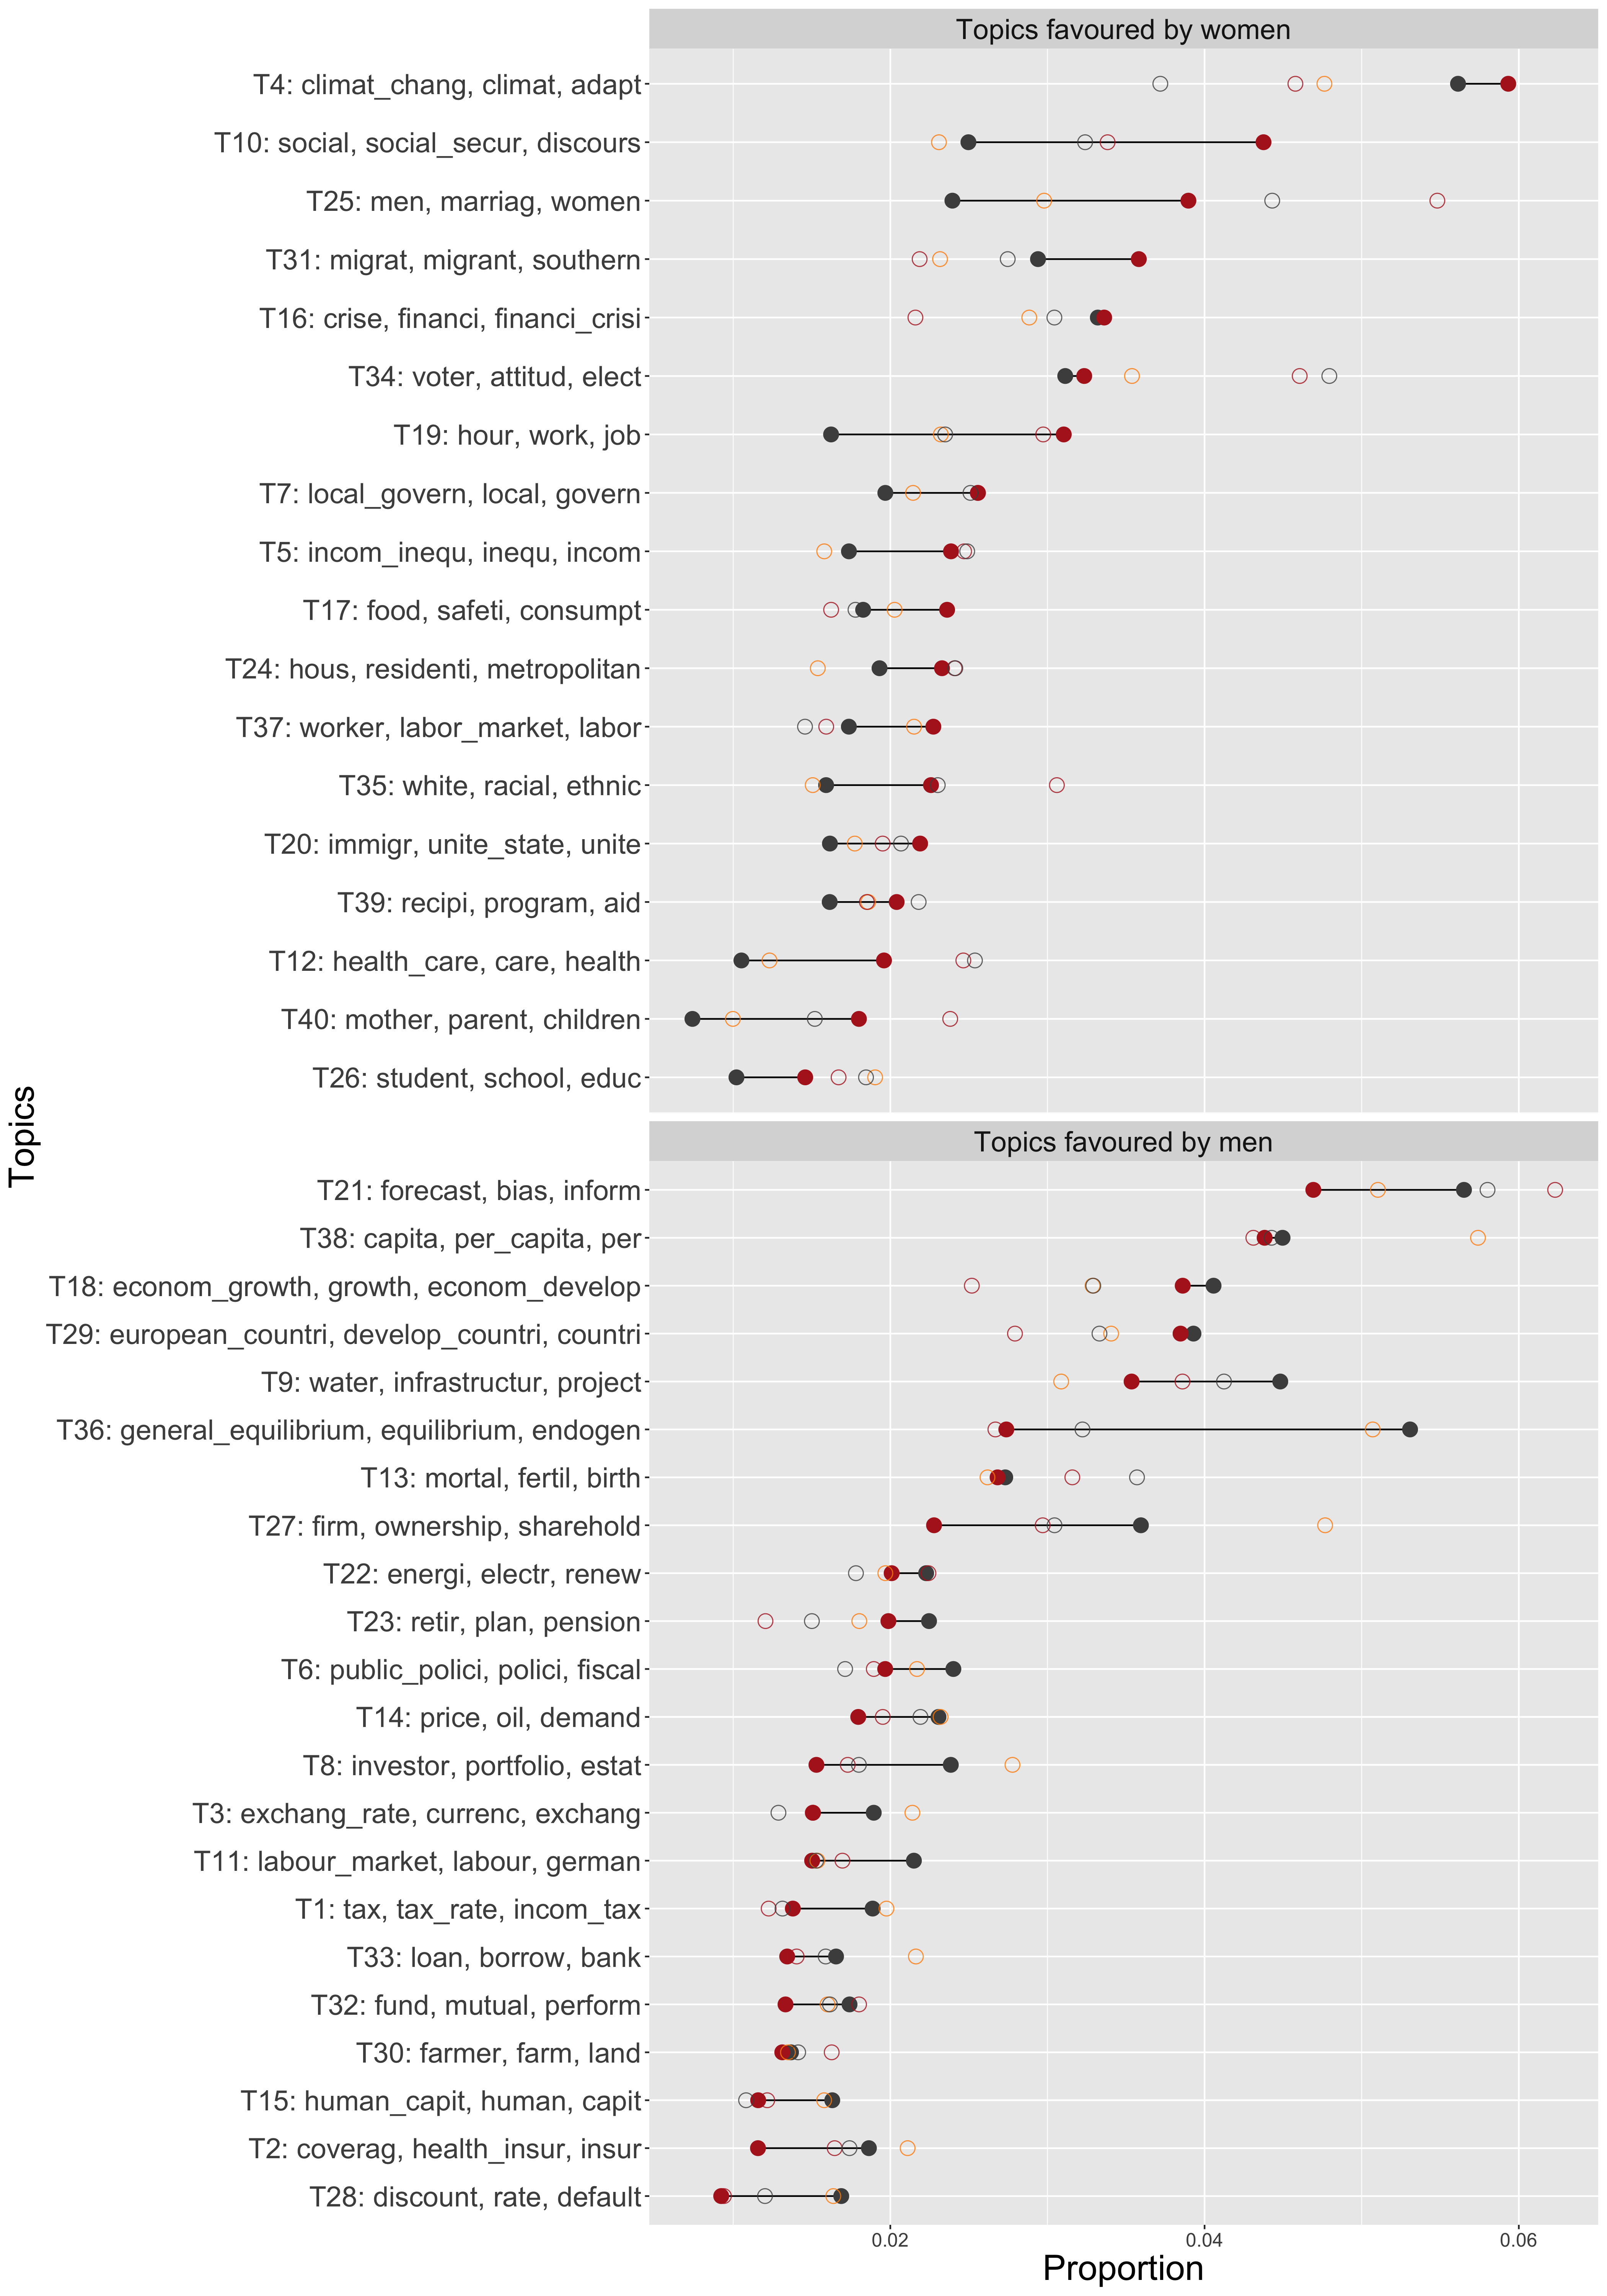 Topics favoured by women
T4: climat_chang, climat, adapt
T10: social, social_secur, discours
T25: men, marriag, women
T31: migrat, migrant, southern
T16: crise, financi, financi_crisi
T34: voter, attitud, elect
T19: hour, work, job
T7: local_govern, local, govern
T5: incom_inequ, inequ, incom
T17: food, safeti, consumpt
T24: hous, residenti, metropolitan
T37: worker, labor_market, labor
T35: white, racial, ethnic
T20: immigr, unite_state, unite
T39: recipi, program, aid
T12: health_care, care, health
T40: mother, parent, children
T26: student, school, educ
Topics
Topics favoured by men
T21: forecast, bias, inform
T38: capita, per_capita, per
T18: econom_growth, growth, econom_develop
T29: european_countri, develop_countri, countri
T9: water, infrastructur, project
T36: general_equilibrium, equilibrium, endogen
T13: mortal, fertil, birth
T27: firm, ownership, sharehold
T22: energi, electr, renew
T23: retir, plan, pension
T6: public_polici, polici, fiscal
T14: price, oil, demand
T8: investor, portfolio, estat
T3: exchang_rate, currenc, exchang
T11: labour_market, labour, german
T1: tax, tax_rate, incom_tax
T33: loan, borrow, bank
T32: fund, mutual, perform
T30: farmer, farm, land
T15: human_capit, human, capit
T2: coverag, health_insur, insur
T28: discount, rate, default
0.02 0.04 0.06
Proportion